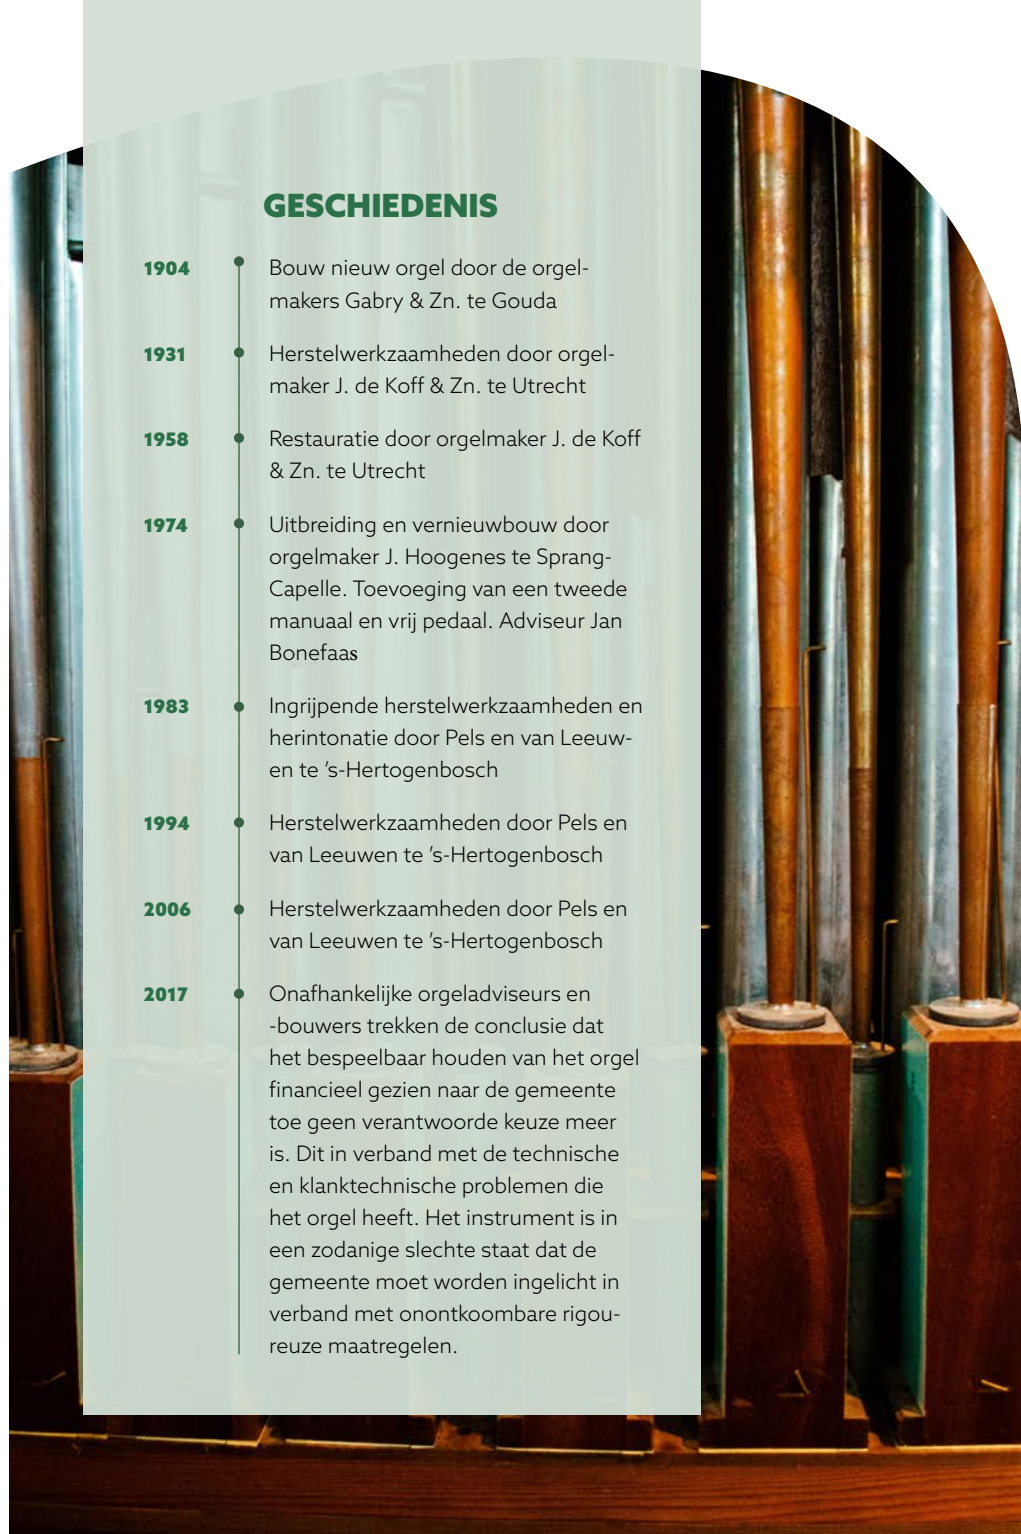 GESCHIEDENIS
1904 Bouw nieuw orgel door de orgel-
makers Gabry & Zn. te Gouda
1931 Herstelwerkzaamheden door orgel-
maker J. de Koff & Zn. te Utrecht
1958 Restauratie door orgelmaker J. de Koff
& Zn. te Utrecht
1974 Uitbreiding en vernieuwbouw door
orgelmaker J. Hoogenes te Sprang-
Capelle. Toevoeging van een tweede
manuaal en vrij pedaal. Adviseur Jan
Bonefaas
1983 Ingrijpende herstelwerkzaamheden en
herintonatie door Pels en van Leeuw-
en te ’s-Hertogenbosch
1994 Herstelwerkzaamheden door Pels en
van Leeuwen te ’s-Hertogenbosch
2006 Herstelwerkzaamheden door Pels en
van Leeuwen te ’s-Hertogenbosch
2017 Onafhankelijke orgeladviseurs en
-bouwers trekken de conclusie dat
het bespeelbaar houden van het orgel
financieel gezien naar de gemeente
toe geen verantwoorde keuze meer
is. Dit in verband met de technische
en klanktechnische problemen die
het orgel heeft. Het instrument is in
een zodanige slechte staat dat de
gemeente moet worden ingelicht in
verband met onontkoombare rigou-
reuze maatregelen.